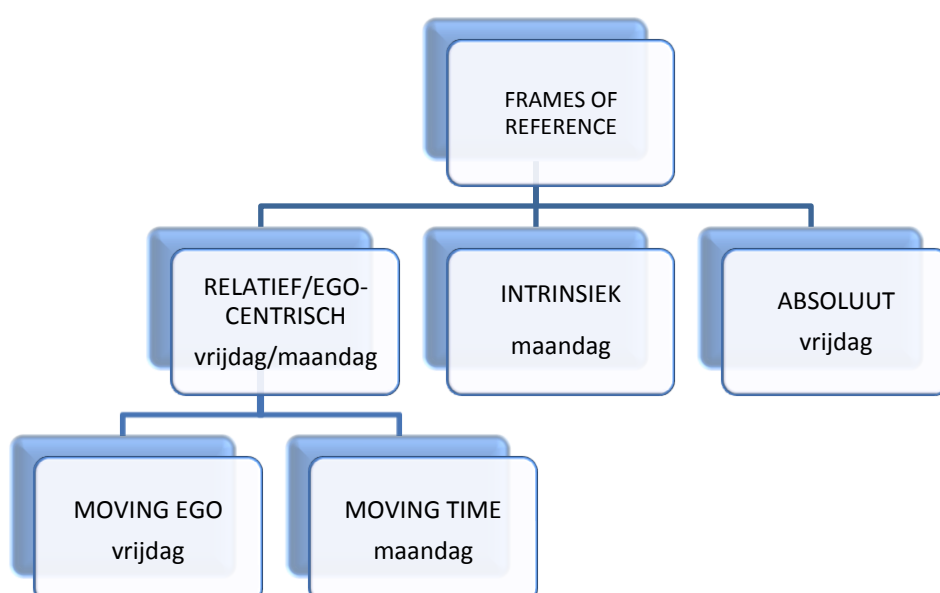 FRAMES OF
REFERENCE
RELATIEF/EGO-
CENTRISCH
vrijdag/maandag
INTRINSIEK
maandag
ABSOLUUT
vrijdag
MOVING EGO
vrijdag
MOVING TIME
maandag